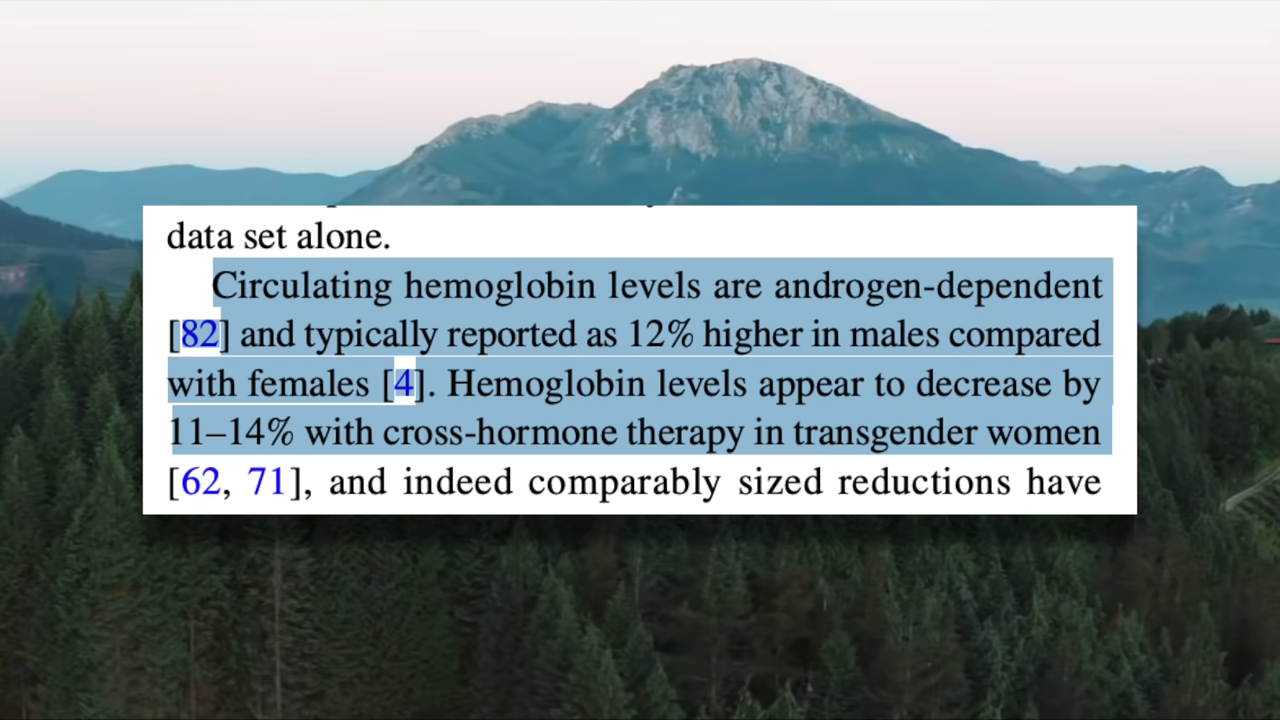 data set alone.
Circulating hemoglobin levels are androgen-dependent
[82] and typically reported as 12% higher in males compared
with females [4]. Hemoglobin levels appear to decrease by
11–14% with cross-hormone therapy in transgender women
[62, 71], and indeed comparably sized reductions have